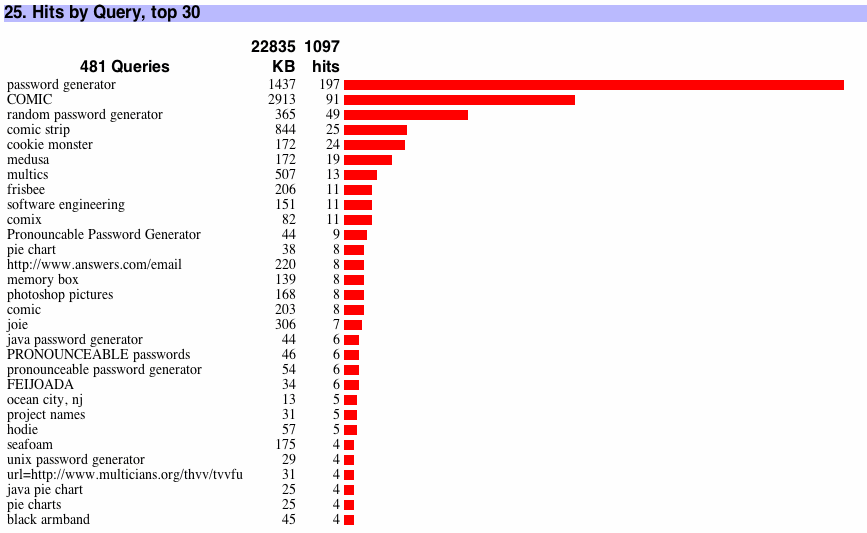 25. Hits by Query, top 30
22835 1097
481 Queries KB hits
password generator 1437 197
COMIC 2913 91
random password generator 365 49
comic strip 844 25
cookie monster 172 24
medusa 172 19
multics 507 13
frisbee 206 11
software engineering 151 11
comix 82 11
Pronouncable Password Generator 44 9
pie chart 38 8
http://www.answers.com/email 220 8
memory box 139 8
photoshop pictures 168 8
comic 203 8
joie 306 7
java password generator 44 6
PRONOUNCEABLE passwords 46 6
pronouceable password generator 54 6
FEIJOADA 34 6
ocean city, nj 13 5
project names 31 5
hodie 57 5
seafoam 175 4
unix password generator 29 4
url=http://www.multicians.org/thvv/tvvfu 31 4
java pie chart 25 4
pie charts 25 4
black armband 45 4